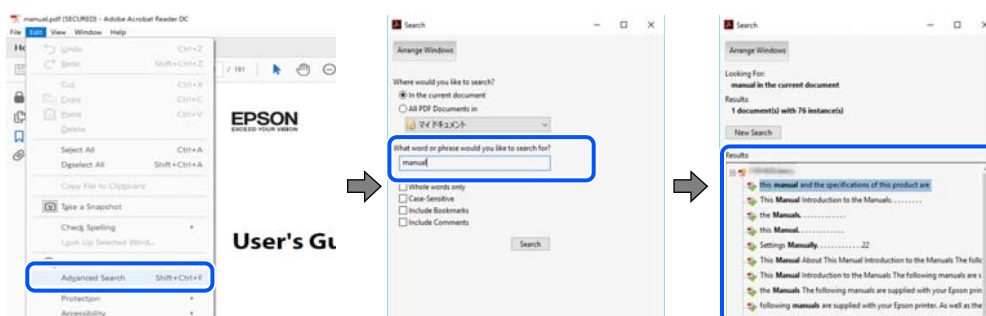 manual.pdf (SECURED) - Adobe Acrobat Reader DC
File Edit View Window Help
Undo Ctrl+Z
Redo Shift+Ctrl+Z
Cut Ctrl+X
Copy Ctrl+C
Paste Ctrl+V
Delete
Select All Ctrl+A
Deselect All Shift+Ctrl+A
Copy File to Clipboard
Take a Snapshot
Check Spelling
Look Up Selected Word...
Advanced Search Shift+Ctrl+F
Protection
Accessibility
/ 191
EPSON
EXCEED YOUR VISION
User's Gu
Search
Arrange Windows
Where would you like to search?
In the current document
All PDF Documents in
マイ ドキュメント
What word or phrase would you like to search for?
manual
Whole words only
Case-Sensitive
Include Bookmarks
Include Comments
Search
Search
Arrange Windows
Looking For:
manual in the current document
Results:
1 document(s) with 76 instance(s)
New Search
Results:
this manual and the specifications of this product are
This Manual Introduction to the Manuals.........
the Manuals.............
this Manual.............
Settings Manually.............22
This Manual About This Manual Introduction to the Manuals The follo
This Manual Introduction to the Manuals The following manuals are s
the Manuals The following manuals are supplied with your Epson prin
following manuals are supplied with your Epson printer. As well as the